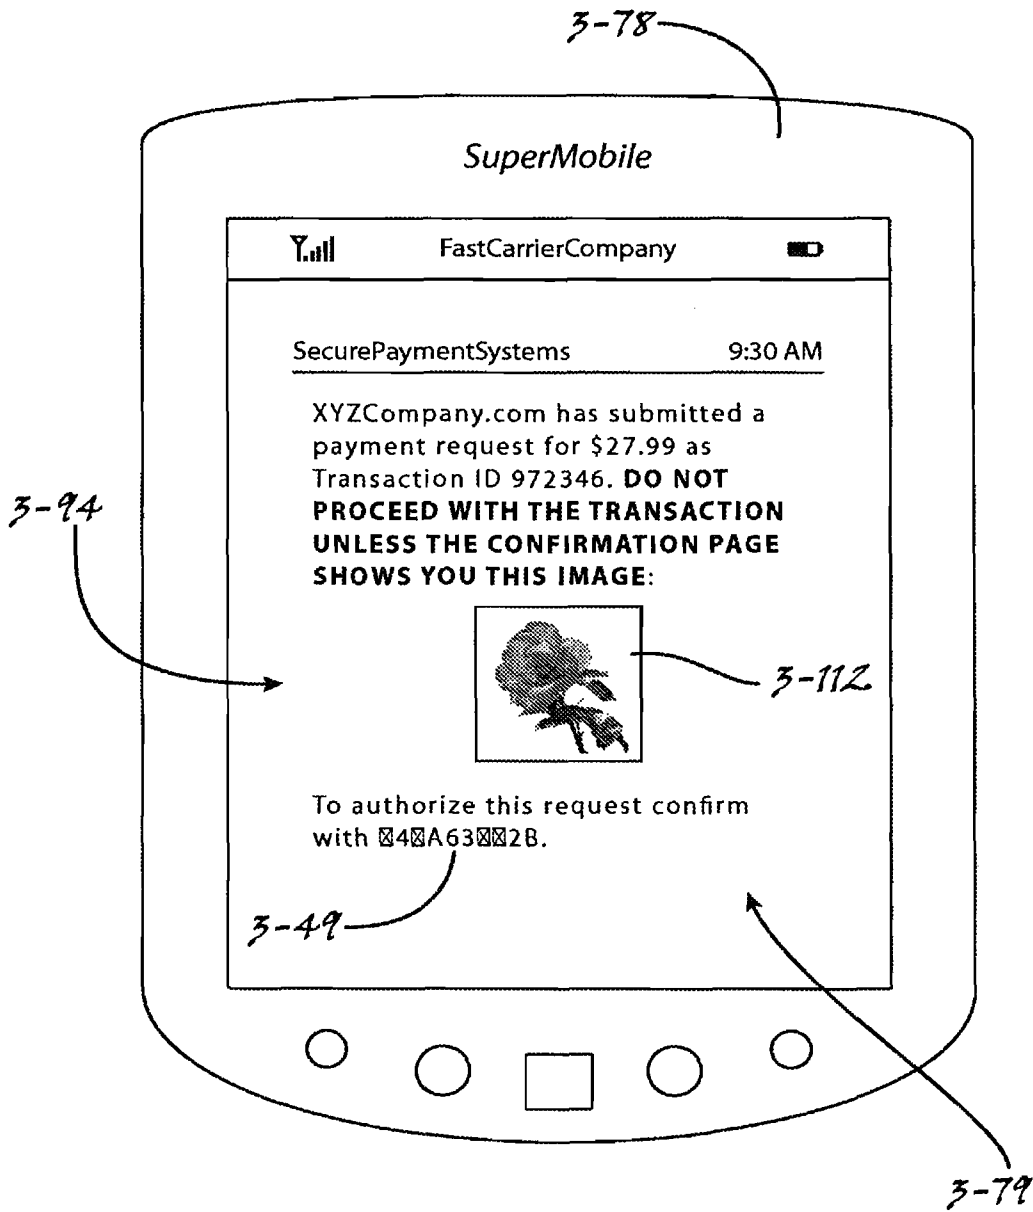 3-78
SuperMobile
FastCarrierCompany
SecurePaymentSystems 9:30 AM
XYZCompany.com has submitted a
payment request for $27.99 as
Transaction ID 972346. DO NOT
PROCEED WITH THE TRANSACTION
UNLESS THE CONFIRMATION PAGE
SHOWS YOU THIS IMAGE:
3-94
3-112
To authorize this request confirm
with ☒4☒A63☒☒2B.
3-49
3-79